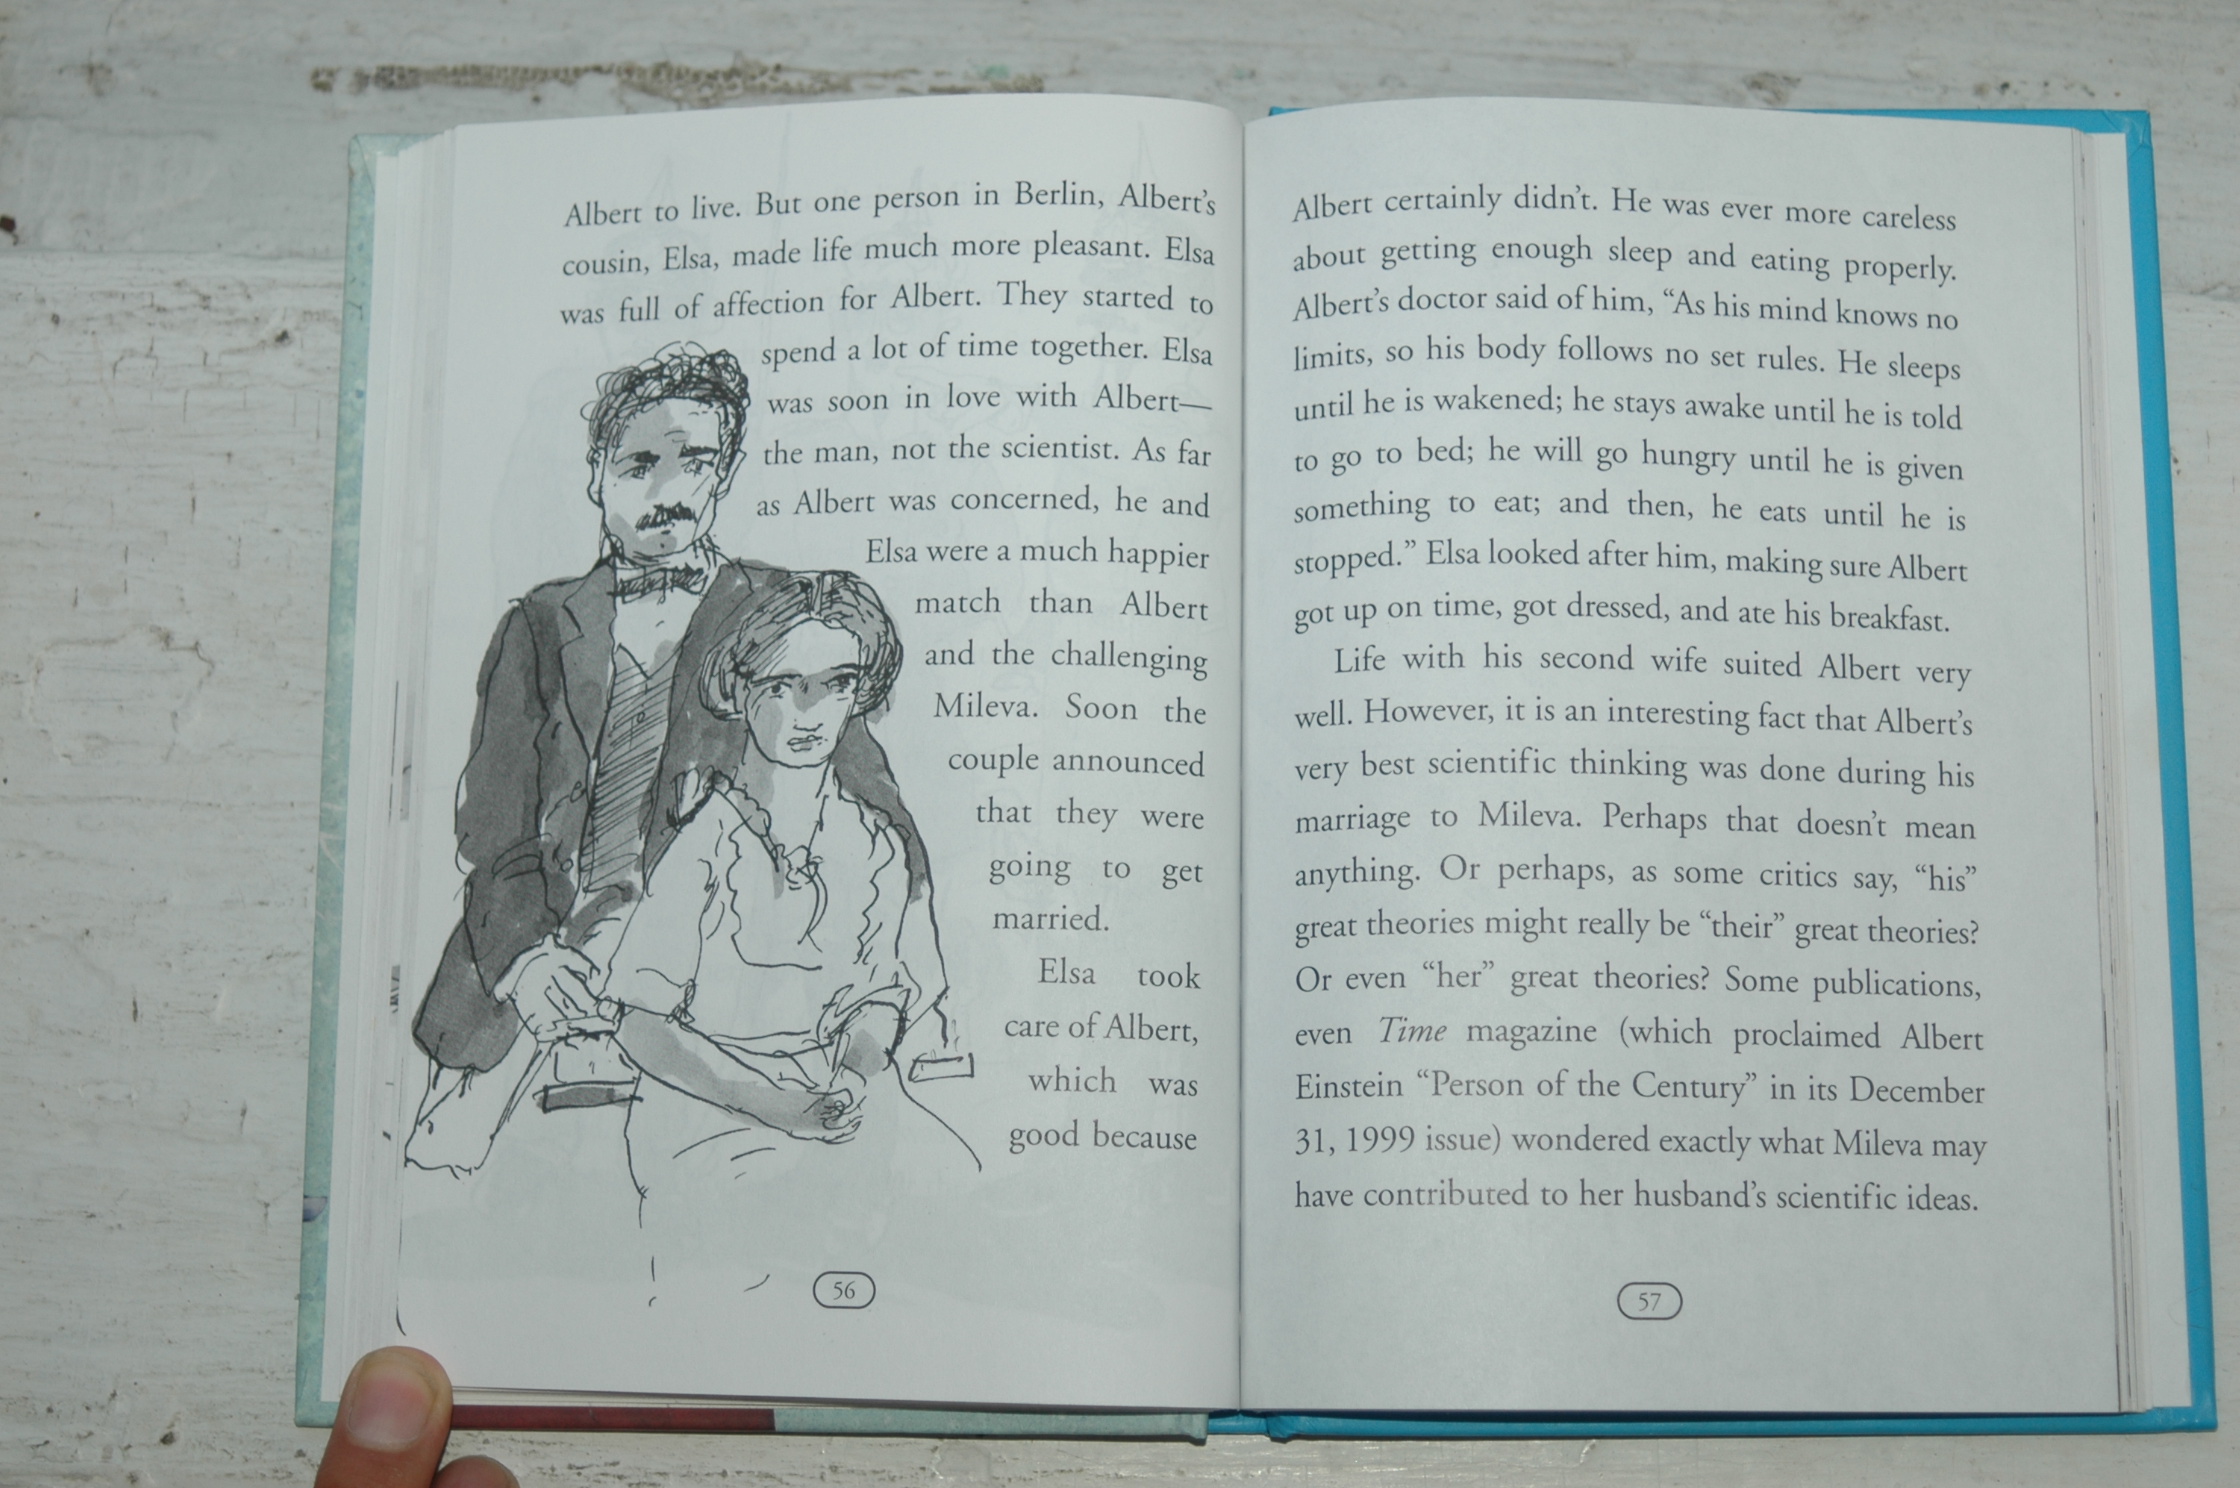 Albert to live. But one person in Berlin, Albert's
cousin, Elsa, made life much more pleasant. Elsa
was full of affection for Albert. They started to
spend a lot of time together. Elsa
was soon in love with Albert—
the man, not the scientist. As far
as Albert was concerned, he and
Elsa were a much happier
match than Albert
and the challenging
Mileva. Soon the
couple announced
that they were
going to get
married.
Elsa took
care of Albert,
which was
good because
56
Albert certainly didn't. He was ever more careless
about getting enough sleep and eating properly.
Albert's doctor said of him, “As his mind knows no
limits, so his body follows no set rules. He sleeps
until he is wakened; he stays awake until he is told
to go to bed; he will go hungry until he is given
something to eat; and then, he eats until he is
stopped.” Elsa looked after him, making sure Albert
got up on time, got dressed, and ate his breakfast.
Life with his second wife suited Albert very
well. However, it is an interesting fact that Albert's
very best scientific thinking was done during his
marriage to Mileva. Perhaps that doesn't mean
anything. Or perhaps, as some critics say, “his”
great theories might really be “their” great theories?
Or even “her” great theories? Some publications,
even Time magazine (which proclaimed Albert
Einstein “Person of the Century” in its December
31, 1999 issue) wondered exactly what Mileva may
have contributed to her husband's scientific ideas.
57